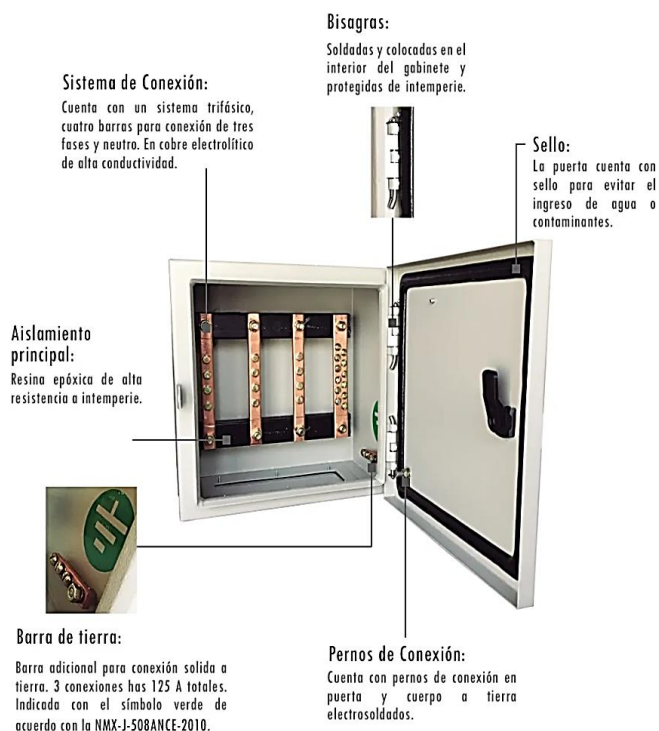 Bisagras:
Soldadas y colocadas en el
interior del gabinete y
protegidas de intemperie.
Sistema de Conexión:
Cuenta con un sistema trifásico,
cuatro barras para conexión de tres
fases y neutro. En cobre electrolítico
de alta conductividad.
Sello:
La puerta cuenta con
sello para evitar el
ingreso de agua o
contaminantes.
Aislamiento
principal:
Resina epóxica de alta
resistencia a intemperie.
Barra de tierra:
Barra adicional para conexión solida a
tierra. 3 conexiones has 125 A totales.
Indicada con el símbolo verde de
acuerdo con la NMX-J-508ANCE-2010.
Pernos de Conexión:
Cuenta con pernos de conexión en
puerta y cuerpo a tierra
electrosoldados.